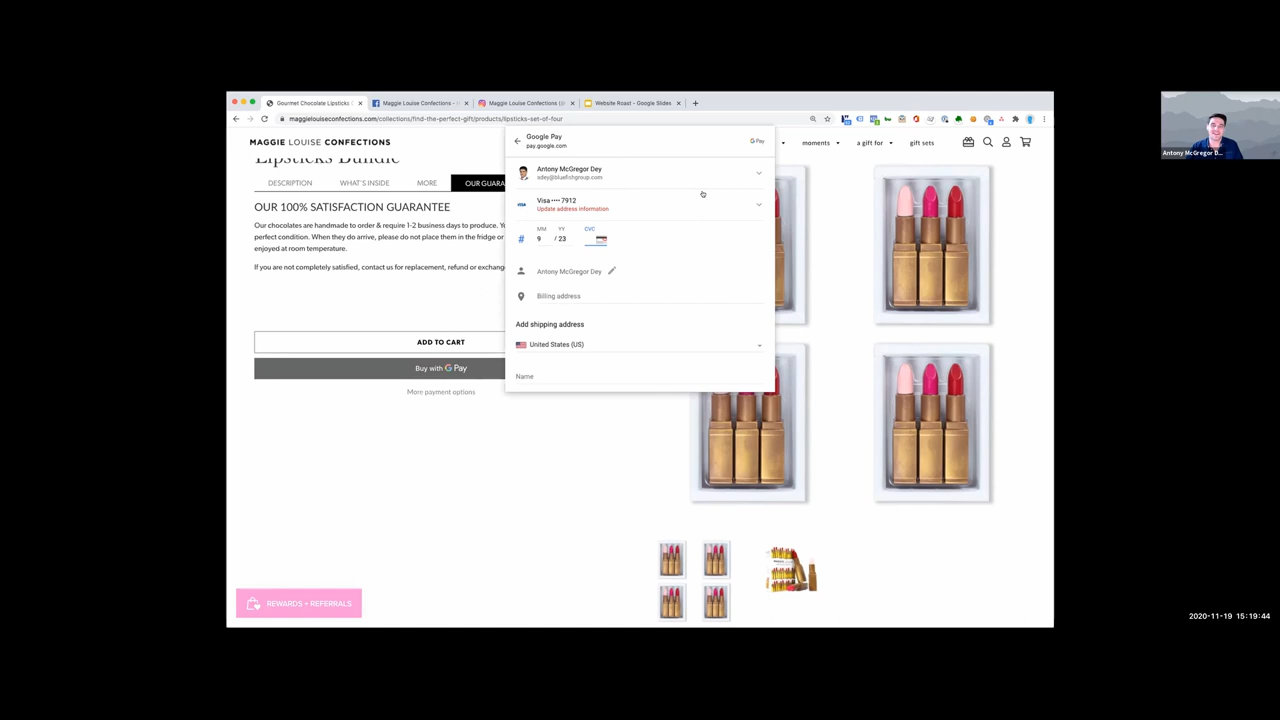 Gourmet Chocolate Lipsticks
Maggie Louise Confections -
Maggie Louise Confections (@
Website Roast - Google Slides
maggielouiseconfections.com/collections/find-the-perfect-gift/products/lipsticks-set-of-four
MAGGIE LOUISE CONFECTIONS
moments
a gift for
gift sets
Lipsticks Bundle
DESCRIPTION
WHAT'S INSIDE
MORE
OUR GUARA
OUR 100% SATISFACTION GUARANTEE
Our chocolates are handmade to order & require 1-2 business days to produce. Y
perfect condition. When they do arrive, please do not place them in the fridge or
enjoyed at room temperature.
If you are not completely satisfied, contact us for replacement, refund or exchang
ADD TO CART
Buy with G Pay
More payment options
REWARDS + REFERRALS
Google Pay
pay.google.com
G Pay
Antony McGregor Dey
adey@bluefishgroup.com
VISA
Visa •••• 7912
Update address information
MM
YY
CVC
# 9 / 23
Antony McGregor Dey
Billing address
Add shipping address
United States (US)
Name
Antony McGregor D...
2020-11-19 15:19:44